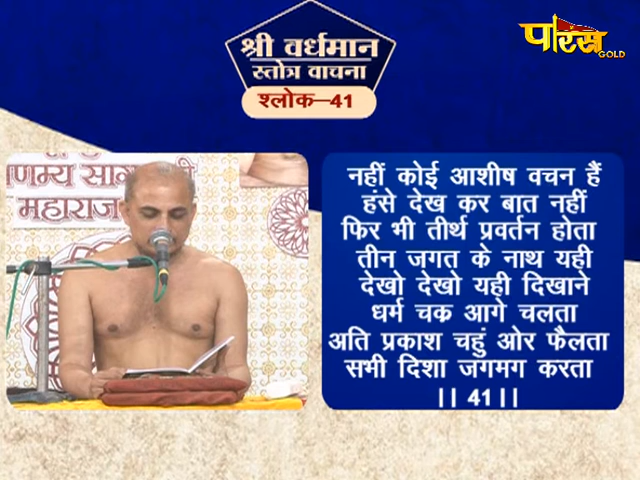 श्री वर्धमान
स्तोत्र वाचना
श्लोक–41
पारस
GOLD
महाराज
नहीं कोई आशीष वचन हैं
हंसे देख कर बात नहीं
फिर भी तीर्थ प्रवर्तन होता
तीन जगत के नाथ यही
देखो देखो यही दिखाने
धर्म चक्र आगे चलता
अति प्रकाश चहुं ओर फैलता
सभी दिशा जगमग करता
|| 41 ||